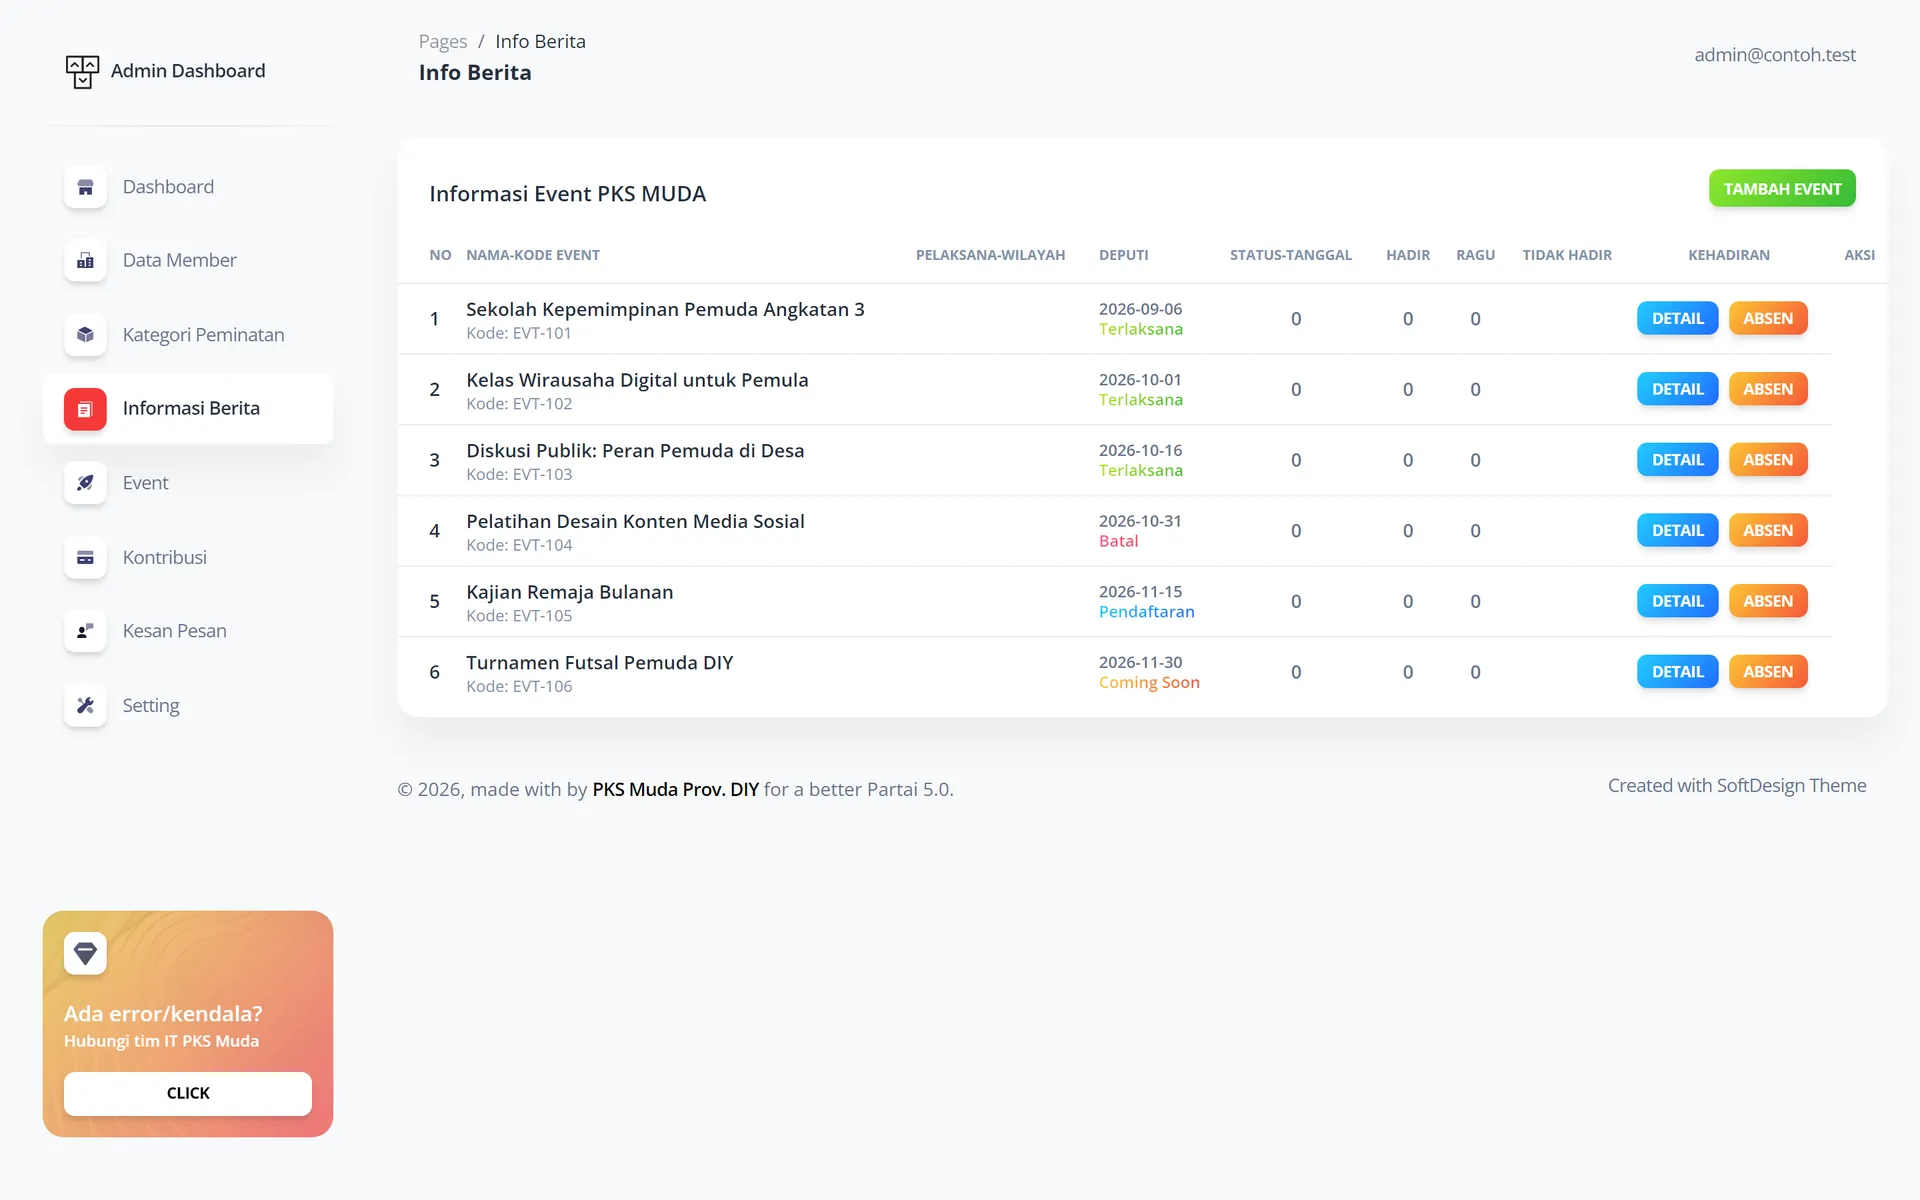 Admin Dashboard
Pages / Info Berita
Info Berita
admin@contoh.test
Dashboard
Data Member
Kategori Peminatan
Informasi Berita
Event
Kontribusi
Kesan Pesan
Setting
Ada error/kendala?
Hubungi tim IT PKS Muda
CLICK
Informasi Event PKS MUDA
TAMBAH EVENT
NO NAMA-KODE EVENT PELAKSANA-WILAYAH DEPUTI STATUS-TANGGAL HADIR RAGU TIDAK HADIR KEHADIRAN AKSI
1 Sekolah Kepemimpinan Pemuda Angkatan 3 2026-09-06 0 0 0 DETAIL ABSEN
Kode: EVT-101 Terlaksana
2 Kelas Wirausaha Digital untuk Pemula 2026-10-01 0 0 0 DETAIL ABSEN
Kode: EVT-102 Terlaksana
3 Diskusi Publik: Peran Pemuda di Desa 2026-10-16 0 0 0 DETAIL ABSEN
Kode: EVT-103 Terlaksana
4 Pelatihan Desain Konten Media Sosial 2026-10-31 0 0 0 DETAIL ABSEN
Kode: EVT-104 Batal
5 Kajian Remaja Bulanan 2026-11-15 0 0 0 DETAIL ABSEN
Kode: EVT-105 Pendaftaran
6 Turnamen Futsal Pemuda DIY 2026-11-30 0 0 0 DETAIL ABSEN
Kode: EVT-106 Coming Soon
© 2026, made with by PKS Muda Prov. DIY for a better Partai 5.0.
Created with SoftDesign Theme